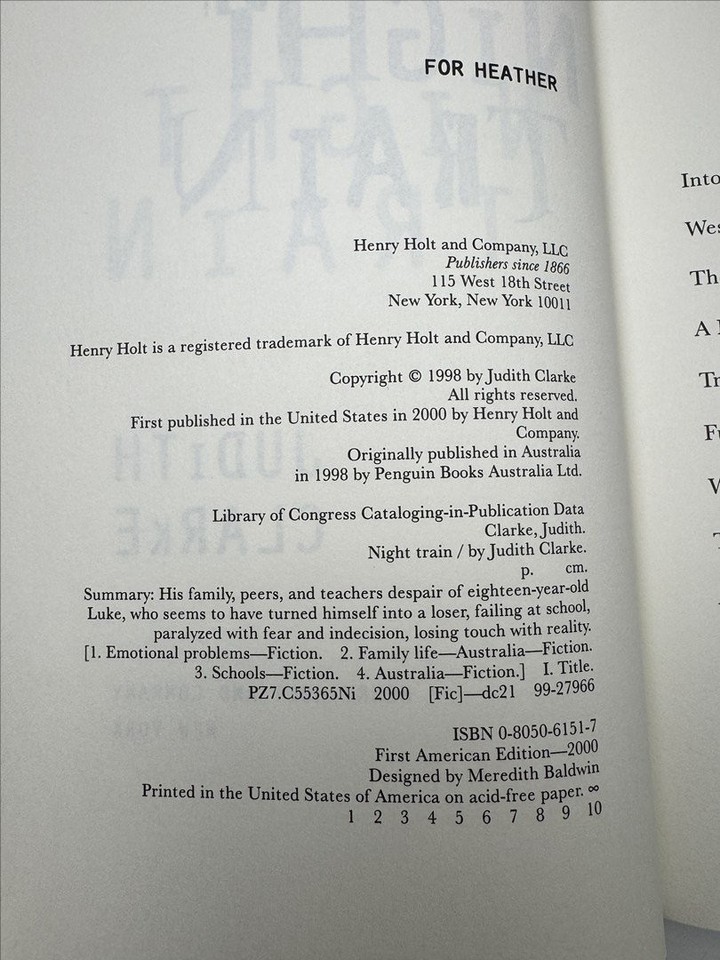 FOR HEATHER
Henry Holt and Company, LLC
Publishers since 1866
115 West 18th Street
New York, New York 10011
Henry Holt is a registered trademark of Henry Holt and Company, LLC
Copyright © 1998 by Judith Clarke
All rights reserved.
First published in the United States in 2000 by Henry Holt and
Company.
Originally published in Australia
in 1998 by Penguin Books Australia Ltd.
Library of Congress Cataloging-in-Publication Data
Clarke, Judith.
Night train / by Judith Clarke.
p. cm.
Summary: His family, peers, and teachers despair of eighteen-year-old
Luke, who seems to have turned himself into a loser, failing at school,
paralyzed with fear and indecision, losing touch with reality.
[1. Emotional problems—Fiction. 2. Family life—Australia—Fiction.
3. Schools—Fiction. 4. Australia—Fiction.] I. Title.
PZ7.C55365Ni 2000 [Fic]—dc21 99-27966
ISBN 0-8050-6151-7
First American Edition—2000
Designed by Meredith Baldwin
Printed in the United States of America on acid-free paper. ∞
1 2 3 4 5 6 7 8 9 10